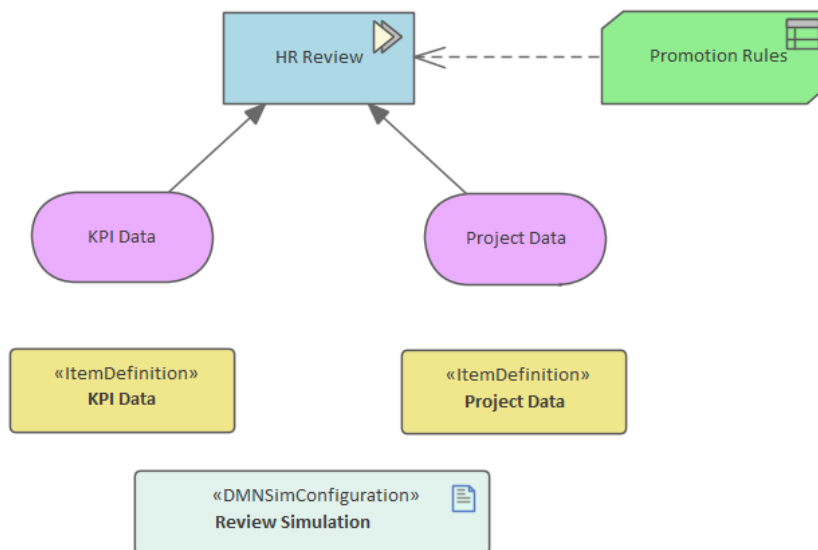 HR Review
Promotion Rules
KPI Data
Project Data
«ItemDefinition»
KPI Data
«ItemDefinition»
Project Data
«DMNSimConfiguration»
Review Simulation